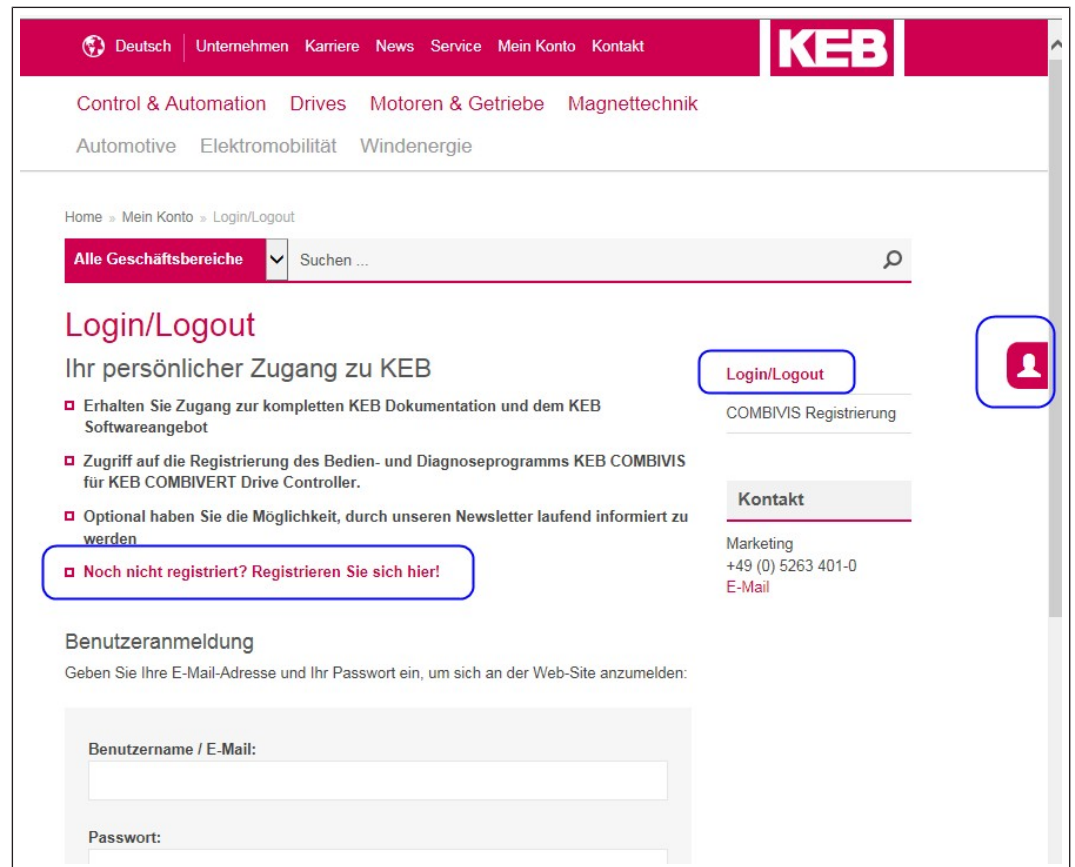 Deutsch Unternehmen Karriere News Service Mein Konto Kontakt
KEB
Control & Automation Drives Motoren & Getriebe Magnettechnik
Automotive Elektromobilität Windenergie
Home » Mein Konto » Login/Logout
Alle Geschäftsbereiche Suchen ...
Login/Logout
Ihr persönlicher Zugang zu KEB
Erhalten Sie Zugang zur kompletten KEB Dokumentation und dem KEB
Softwareangebot
Zugriff auf die Registrierung des Bedien- und Diagnoseprogramms KEB COMBIVIS
für KEB COMBIVERT Drive Controller.
Optional haben Sie die Möglichkeit, durch unseren Newsletter laufend informiert zu
werden
Noch nicht registriert? Registrieren Sie sich hier!
Benutzeranmeldung
Geben Sie Ihre E-Mail-Adresse und Ihr Passwort ein, um sich an der Web-Site anzumelden:
Benutzername / E-Mail:
Passwort:
Login/Logout
COMBIVIS Registrierung
Kontakt
Marketing
+49 (0) 5263 401-0
E-Mail